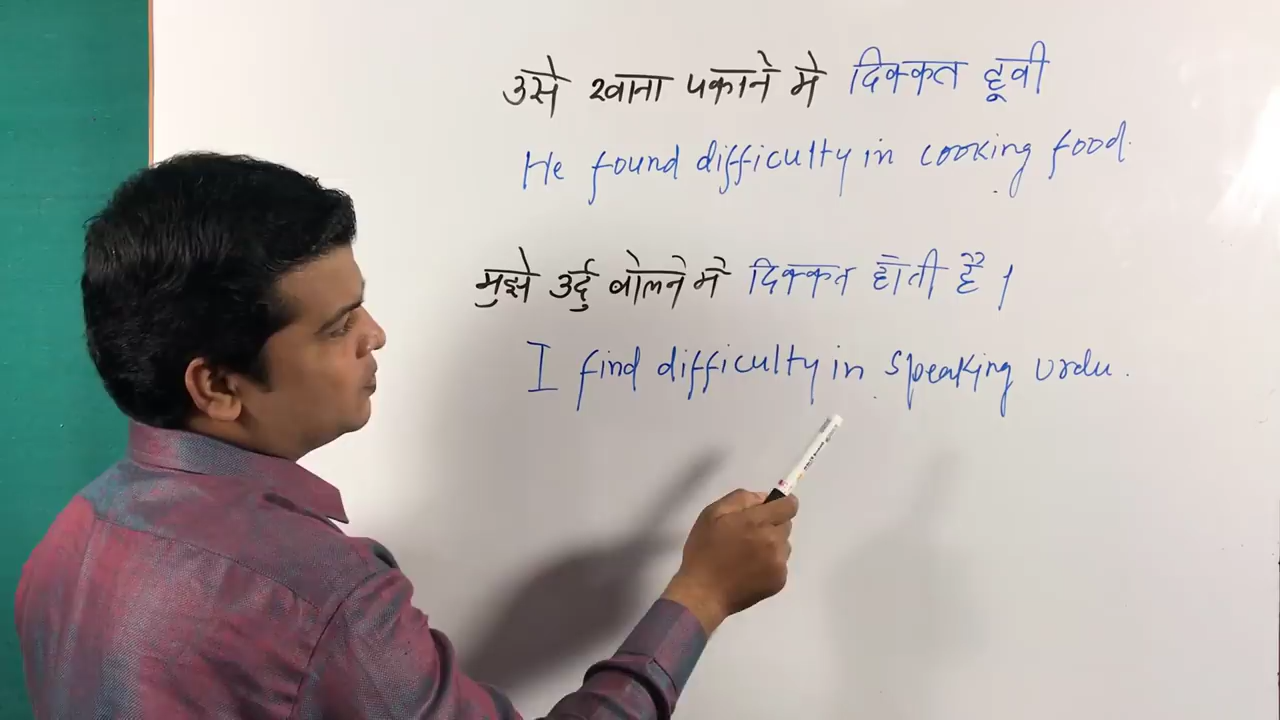 उसे खाना पकाने मे दिक्कत हूवी
He found difficulty in cooking food.
मुझे उर्दु बोलने मे दिक्कत होती है।
I find difficulty in speaking urdu.